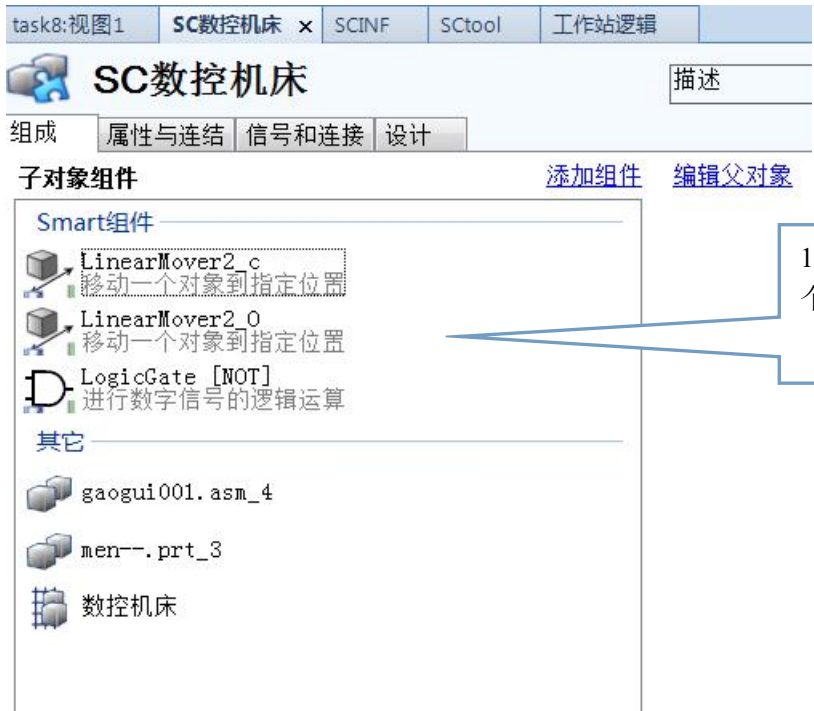 task8:视图1 SC数控机床 x SCINF SCtool 工作站逻辑
SC数控机床
描述
组成 属性与连结 信号和连接 设计
子对象组件 添加组件 编辑父对象
Smart组件
LinearMover2_c
移动一个对象到指定位置
LinearMover2_O
移动一个对象到指定位置
LogicGate [NOT]
进行数字信号的逻辑运算
其它
gaogui001.asm_4
men--.prt_3
数控机床
1